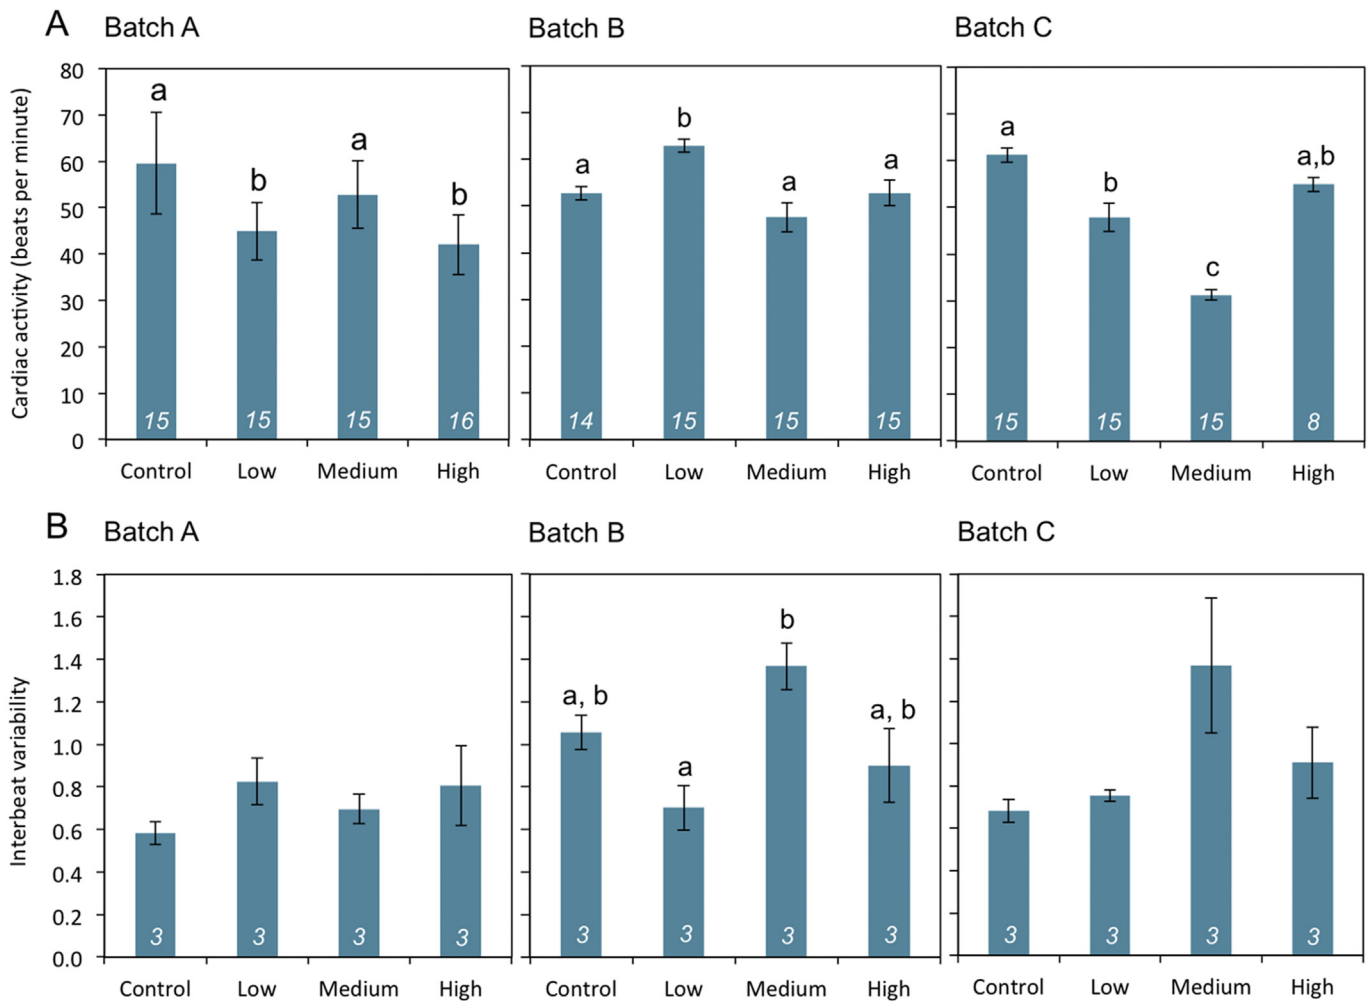 A
Batch A
Batch B
Batch C
Cardiac activity (beats per minute)
80
70
60
50
40
30
20
10
0
a
b
a
b
a
b
a
a
a
b
c
a,b
15
15
15
16
14
15
15
15
15
15
15
8
Control
Low
Medium
High
Control
Low
Medium
High
Control
Low
Medium
High
B
Batch A
Batch B
Batch C
Interbeat variability
1.8
1.6
1.4
1.2
1.0
0.8
0.6
0.4
0.2
0.0
a, b
a
b
a, b
3
3
3
3
3
3
3
3
3
3
3
3
Control
Low
Medium
High
Control
Low
Medium
High
Control
Low
Medium
High